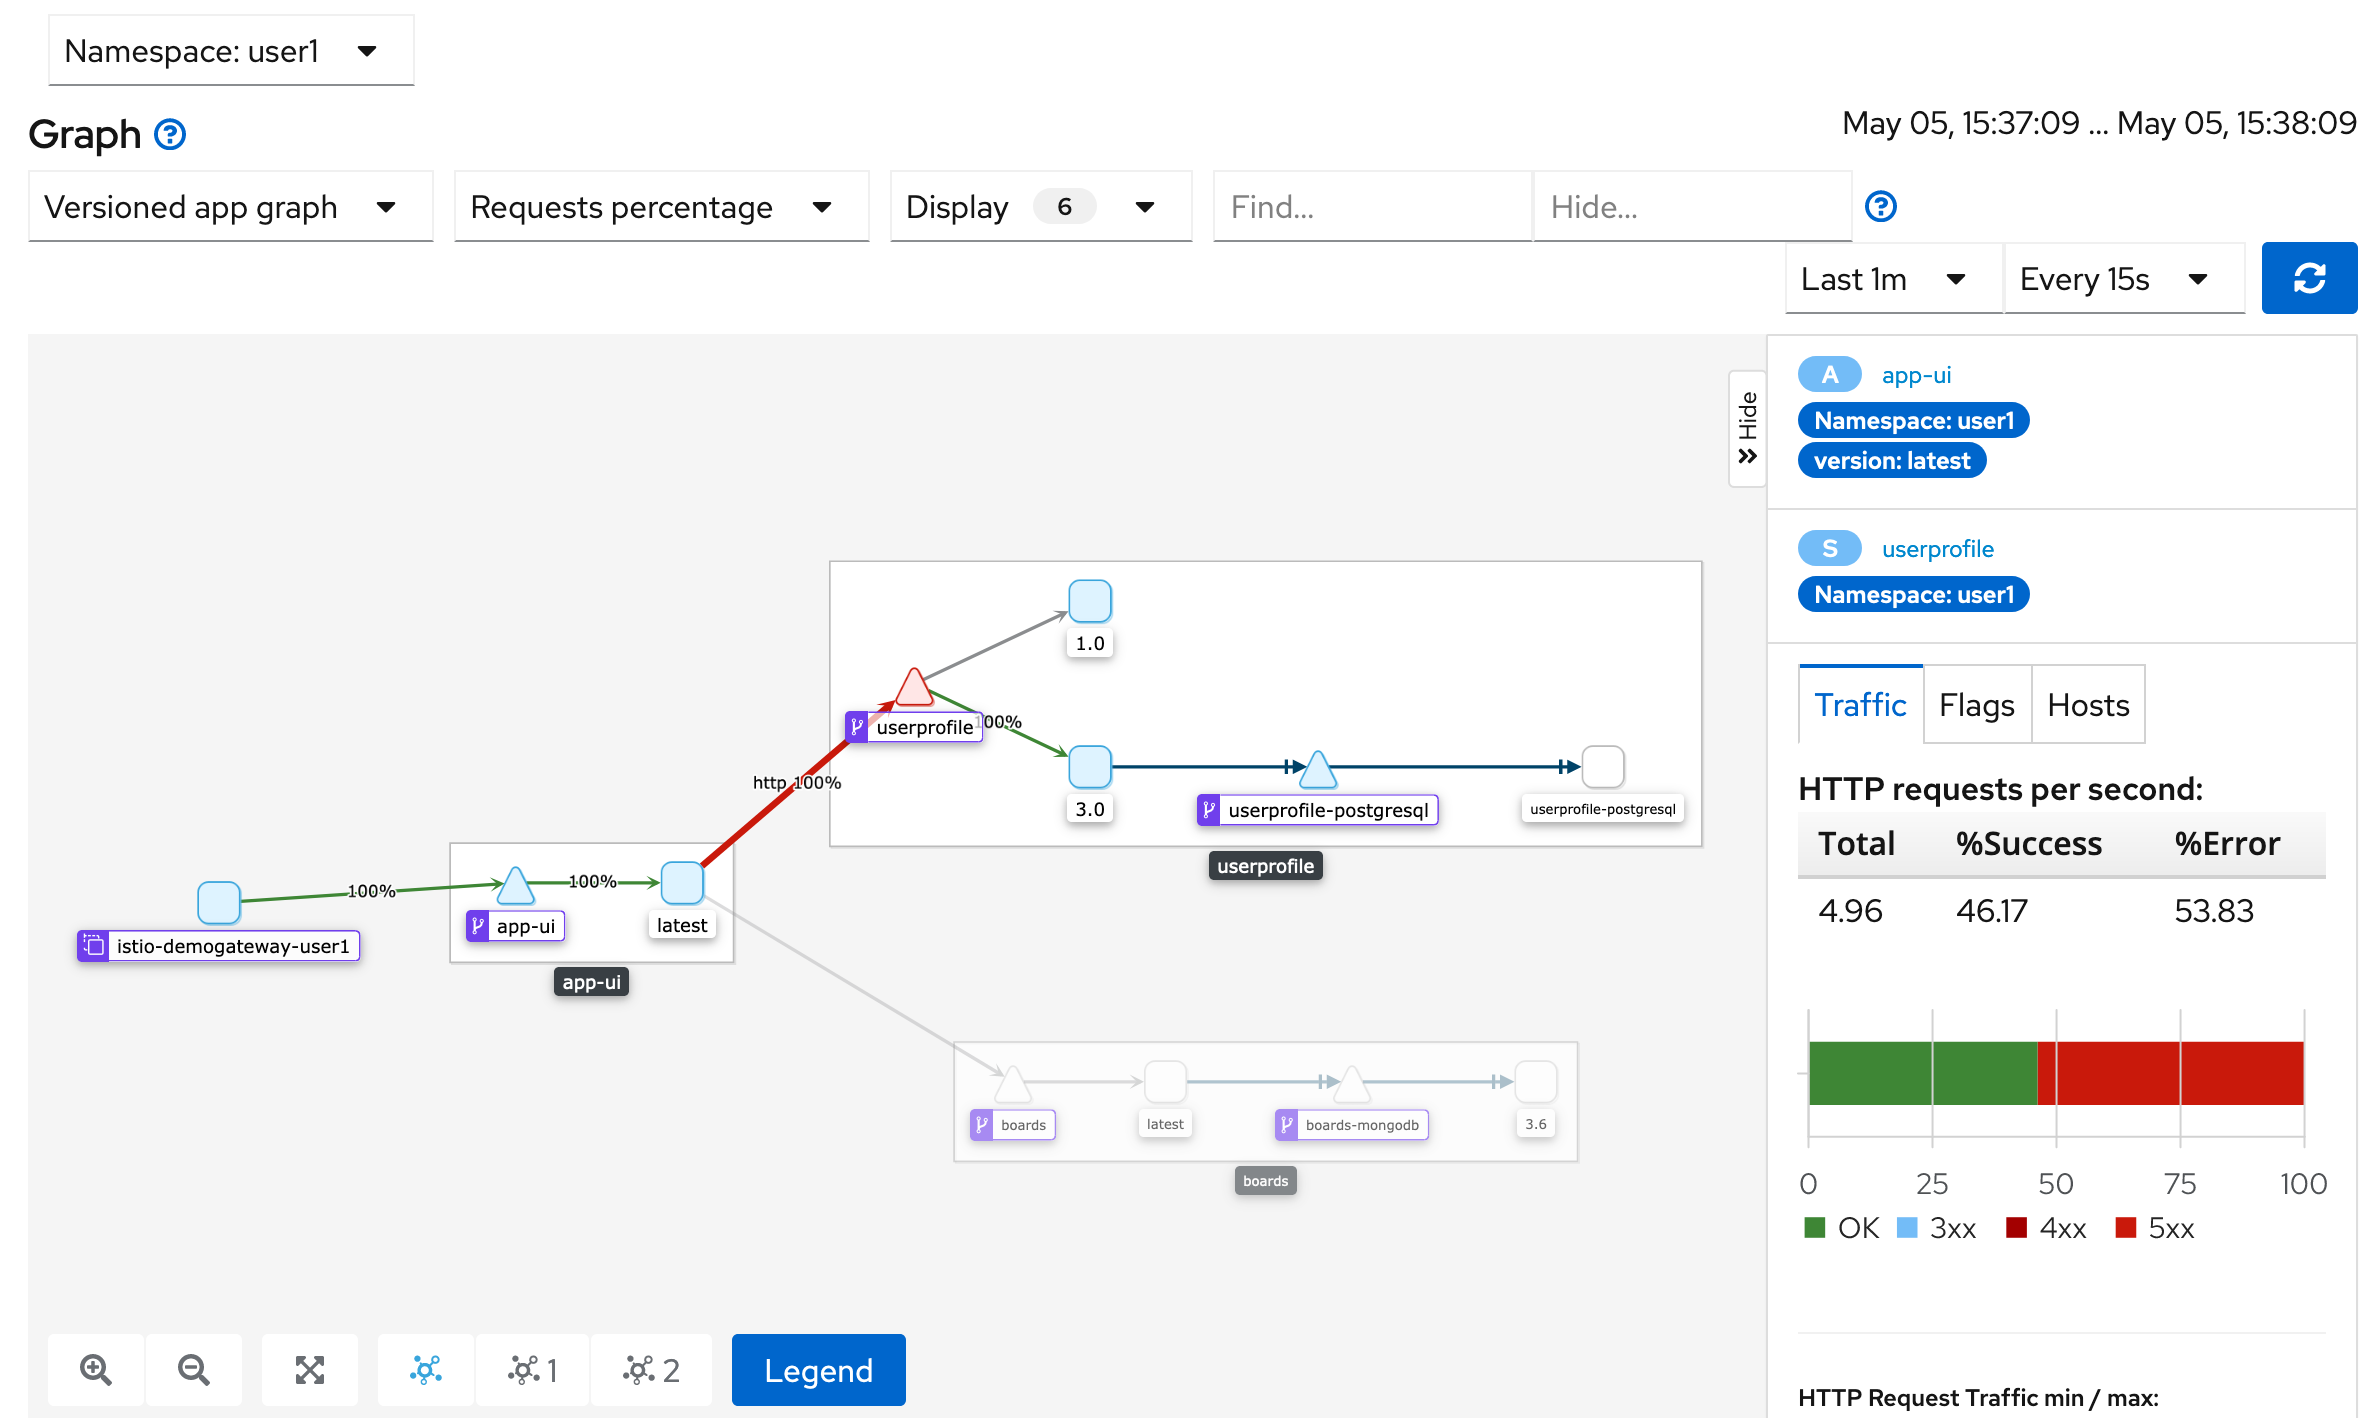 Namespace: user1
Graph
May 05, 15:37:09 ... May 05, 15:38:09
Versioned app graph
Requests percentage
Display 6
Find...
Hide...
Last 1m
Every 15s
Hide
A app-ui
Namespace: user1
version: latest
S userprofile
Namespace: user1
Traffic
Flags
Hosts
HTTP requests per second:
Total %Success %Error
4.96 46.17 53.83
0 25 50 75 100
OK 3xx 4xx 5xx
HTTP Request Traffic min / max:
1.0
userprofile
100%
http 100%
3.0
userprofile-postgresql
userprofile-postgresql
userprofile
100%
100%
istio-demogateway-user1
app-ui
latest
app-ui
boards
latest
boards-mongodb
3.6
boards
1
2
Legend